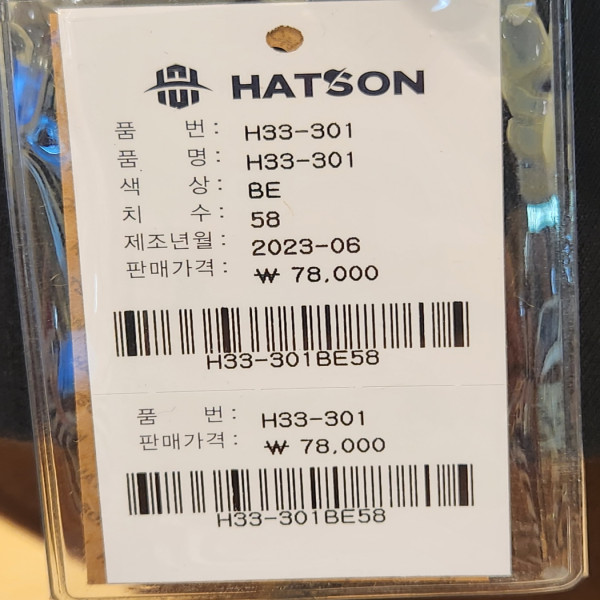 HATSON
품 번: H33-301
품 명: H33-301
색 상: BE
치 수: 58
제조년월: 2023-06
판매가격: ₩ 78,000
H33-301BE58
품 번: H33-301
판매가격: ₩ 78,000
H33-301BE58